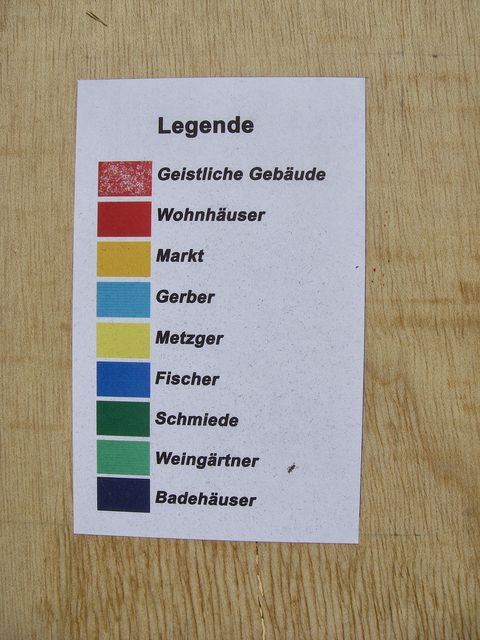 Legende
Geistliche Gebäude
Wohnhäuser
Markt
Gerber
Metzger
Fischer
Schmiede
Weingärtner
Badehäuser